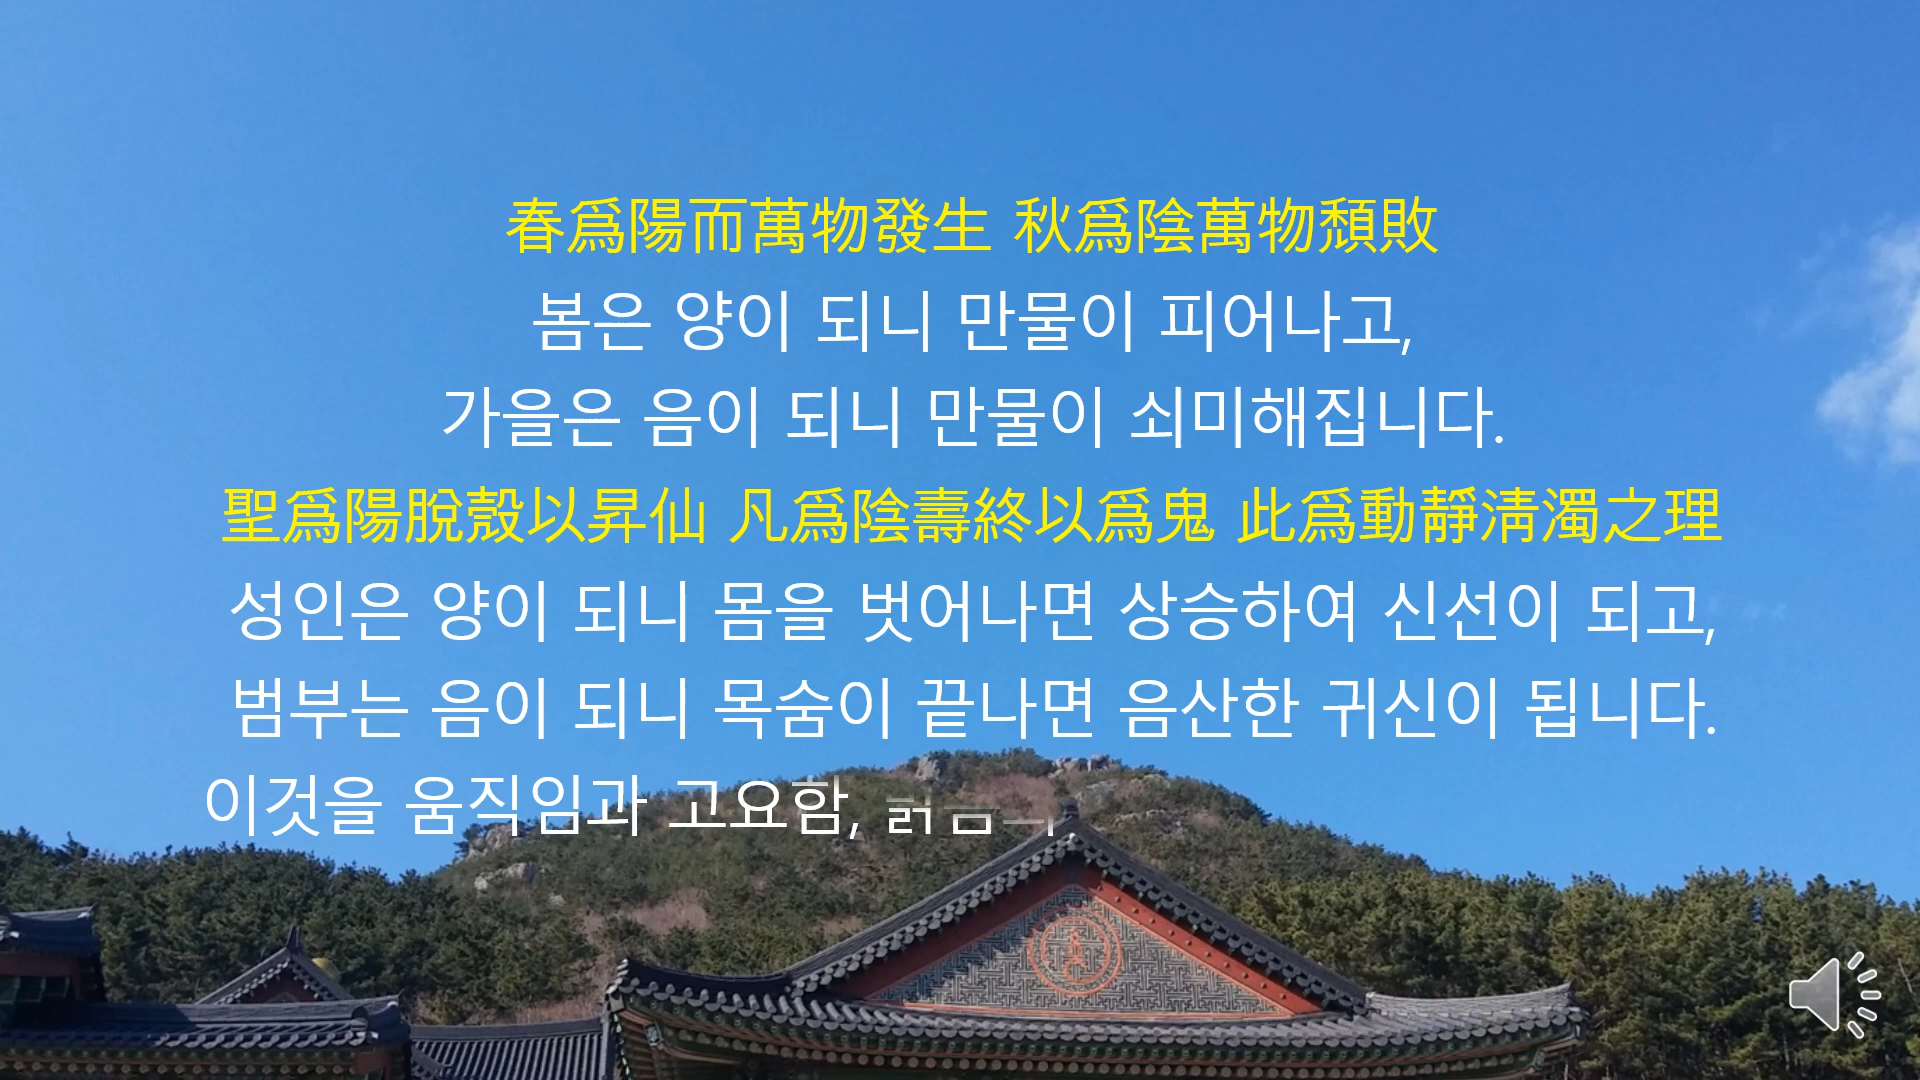 春爲陽而萬物發生 秋爲陰萬物頹敗
봄은 양이 되니 만물이 피어나고,
가을은 음이 되니 만물이 쇠미해집니다.
聖爲陽脫殼以昇仙 凡爲陰壽終以爲鬼 此爲動靜淸濁之理
성인은 양이 되니 몸을 벗어나면 상승하여 신선이 되고,
범부는 음이 되니 목숨이 끝나면 음산한 귀신이 됩니다.
이것을 움직임과 고요함,